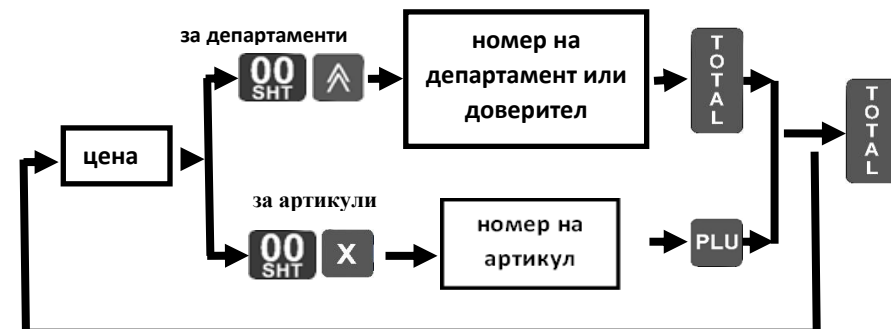 за департаменти
00
SHT
номер на
департамент или
доверител
TOTAL
TOTAL
цена
за артикули
00
SHT
X
номер на
артикул
PLU